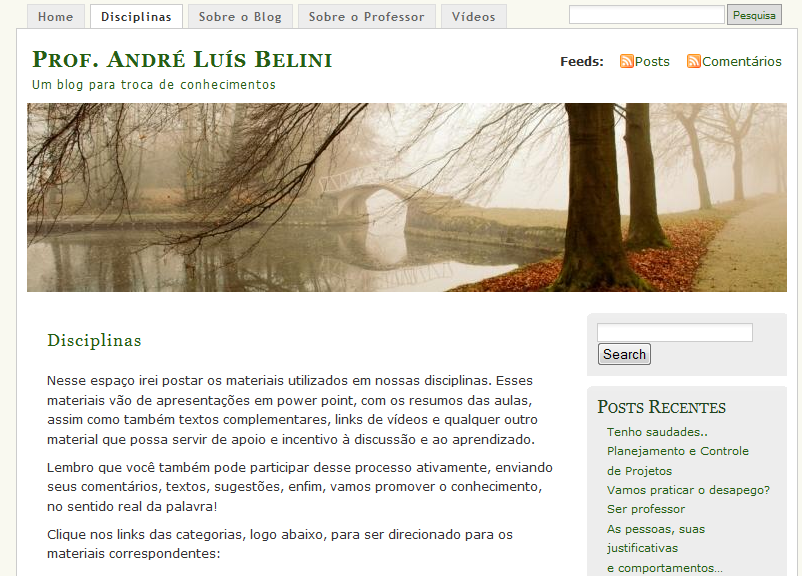 Home Disciplinas Sobre o Blog Sobre o Professor Vídeos Pesquisa
Prof. André Luís Belini
Feeds: Posts Comentários
Um blog para troca de conhecimentos
Disciplinas
Nesse espaço irei postar os materiais utilizados em nossas disciplinas. Esses
materiais vão de apresentações em power point, com os resumos das aulas,
assim como também textos complementares, links de vídeos e qualquer outro
material que possa servir de apoio e incentivo à discussão e ao aprendizado.
Lembro que você também pode participar desse processo ativamente, enviando
seus comentários, textos, sugestões, enfim, vamos promover o conhecimento,
no sentido real da palavra!
Clique nos links das categorias, logo abaixo, para ser direcionado para os
materiais correspondentes:
Search
Posts Recentes
Tenho saudades..
Planejamento e Controle
de Projetos
Vamos praticar o desapego?
Ser professor
As pessoas, suas
justificativas
e comportamentos...